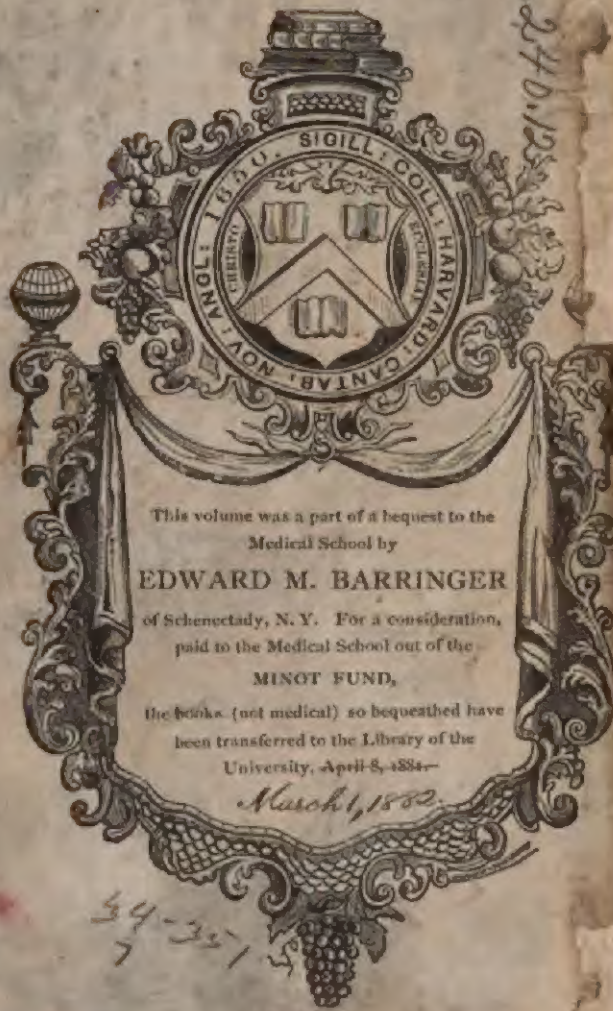 240.12
SIGILL: COLL: HARVARD: CANTAB: NOV: ANGL: 1650.
CHRISTO
ECCLESIAE
This volume was a part of a bequest to the
Medical School by
EDWARD M. BARRINGER
of Schenectady, N. Y. For a consideration,
paid to the Medical School out of the
MINOT FUND,
the books (not medical) so bequeathed have
been transferred to the Library of the
University, April 8, 1881.
March 1, 1882.